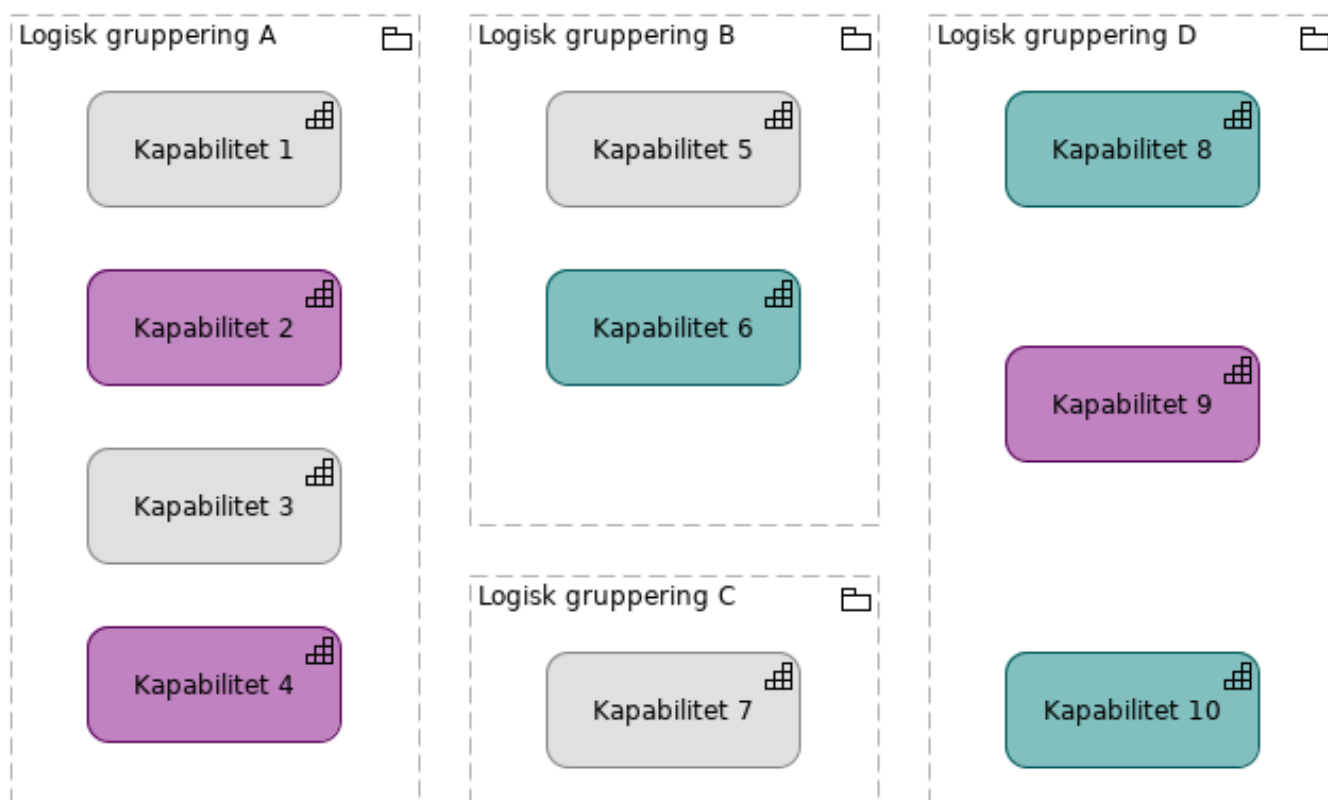 Logisk gruppering A
Kapabilitet 1
Kapabilitet 2
Kapabilitet 3
Kapabilitet 4
Logisk gruppering B
Kapabilitet 5
Kapabilitet 6
Logisk gruppering C
Kapabilitet 7
Logisk gruppering D
Kapabilitet 8
Kapabilitet 9
Kapabilitet 10